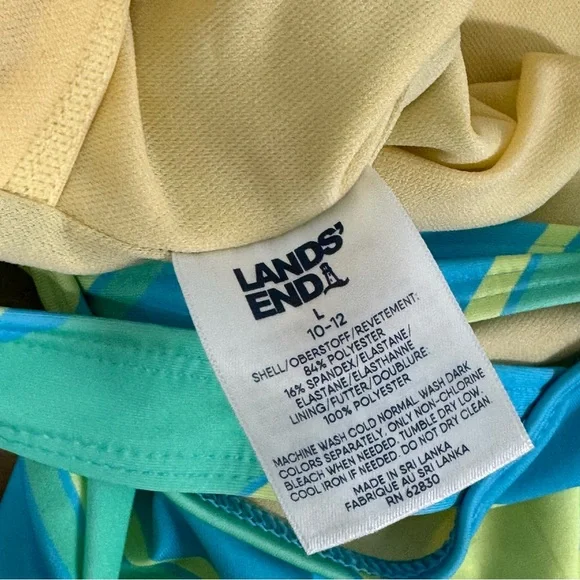 LANDS'
END
L
10-12
SHELL/OBERSTOFF/REVETEMENT:
84% POLYESTER
16% SPANDEX/ELASTANE/
ELASTANE/ELASTHANNE
LINING/FUTTER/DOUBLURE:
100% POLYESTER
MACHINE WASH COLD NORMAL WASH DARK
COLORS SEPARATELY. ONLY NON-CHLORINE
BLEACH WHEN NEEDED. TUMBLE DRY LOW
COOL IRON IF NEEDED. DO NOT DRY CLEAN
MADE IN SRI LANKA
FABRIQUE AU SRI LANKA
RN 62830